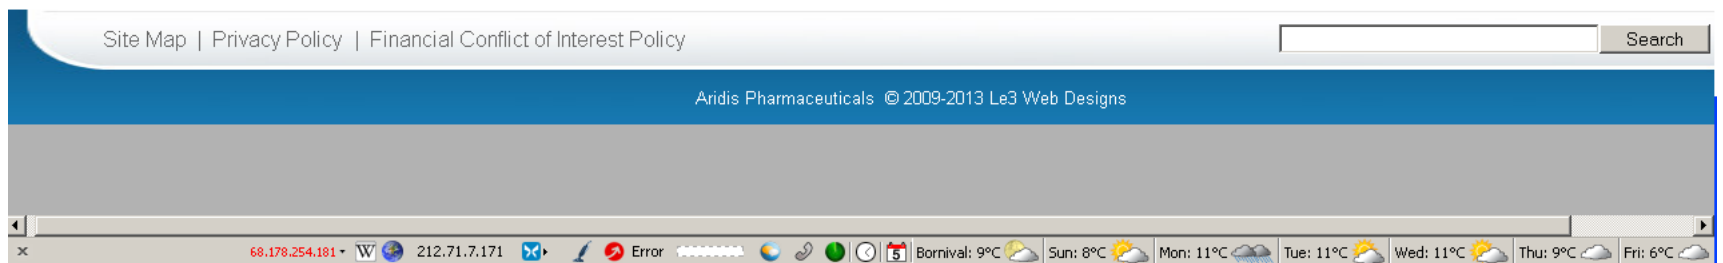 Site Map | Privacy Policy | Financial Conflict of Interest Policy Search
Aridis Pharmaceuticals © 2009-2013 Le3 Web Designs
68.178.254.181 W 212.71.7.171 Error 5 Bornival: 9°C Sun: 8°C Mon: 11°C Tue: 11°C Wed: 11°C Thu: 9°C Fri: 6°C